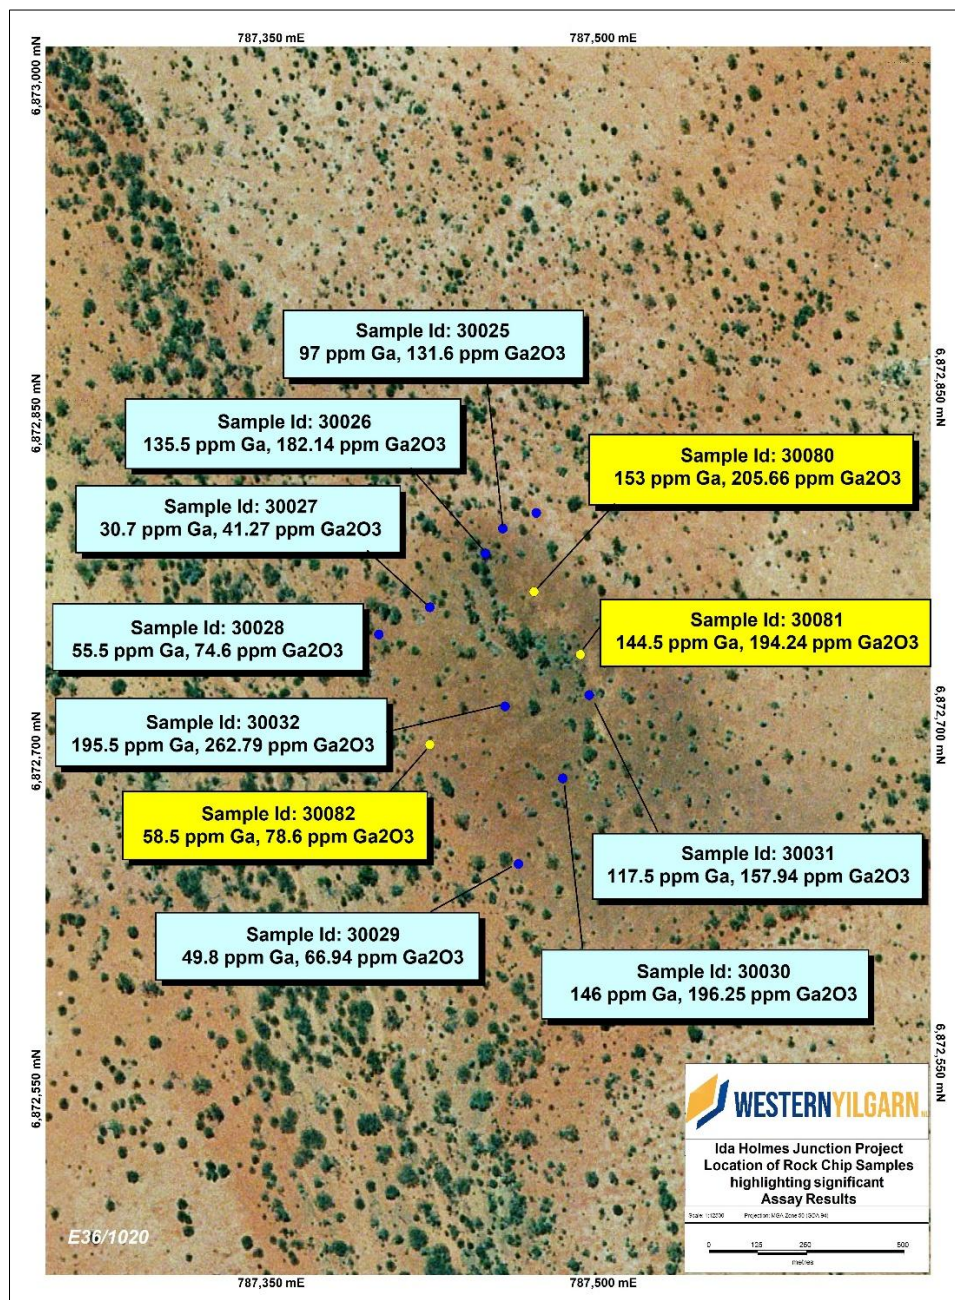 787,350 mE
787,500 mE
6,873,000 mN
6,872,850 mN
6,872,850 mN
Sample Id: 30025
97 ppm Ga, 131.6 ppm Ga2O3
Sample Id: 30026
135.5 ppm Ga, 182.14 ppm Ga2O3
Sample Id: 30080
153 ppm Ga, 205.66 ppm Ga2O3
Sample Id: 30027
30.7 ppm Ga, 41.27 ppm Ga2O3
Sample Id: 30028
55.5 ppm Ga, 74.6 ppm Ga2O3
Sample Id: 30081
144.5 ppm Ga, 194.24 ppm Ga2O3
6,872,700 mN
6,872,700 mN
Sample Id: 30032
195.5 ppm Ga, 262.79 ppm Ga2O3
Sample Id: 30082
58.5 ppm Ga, 78.6 ppm Ga2O3
Sample Id: 30031
117.5 ppm Ga, 157.94 ppm Ga2O3
Sample Id: 30029
49.8 ppm Ga, 66.94 ppm Ga2O3
Sample Id: 30030
146 ppm Ga, 196.25 ppm Ga2O3
6,872,550 mN
6,872,550 mN
WESTERNYILGARN
Ida Holmes Junction Project
Location of Rock Chip Samples
highlighting significant
Assay Results
Projection: MGA Zone 50 (GDA 94)
0 125 250 500
metres
E36/1020
787,350 mE
787,500 mE